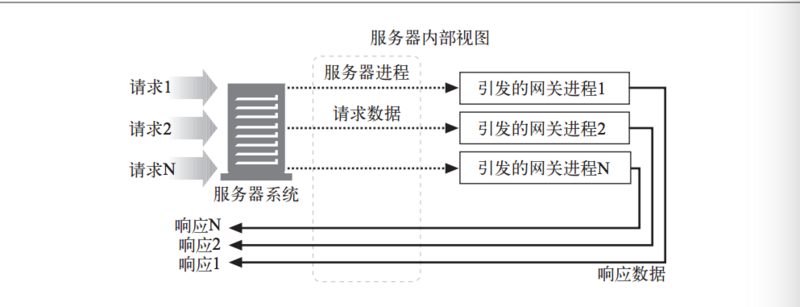 服务器内部视图
服务器进程
请求1
引发的网关进程1
请求数据
请求2
引发的网关进程2
请求N
引发的网关进程N
服务器系统
响应N
响应2
响应1
响应数据